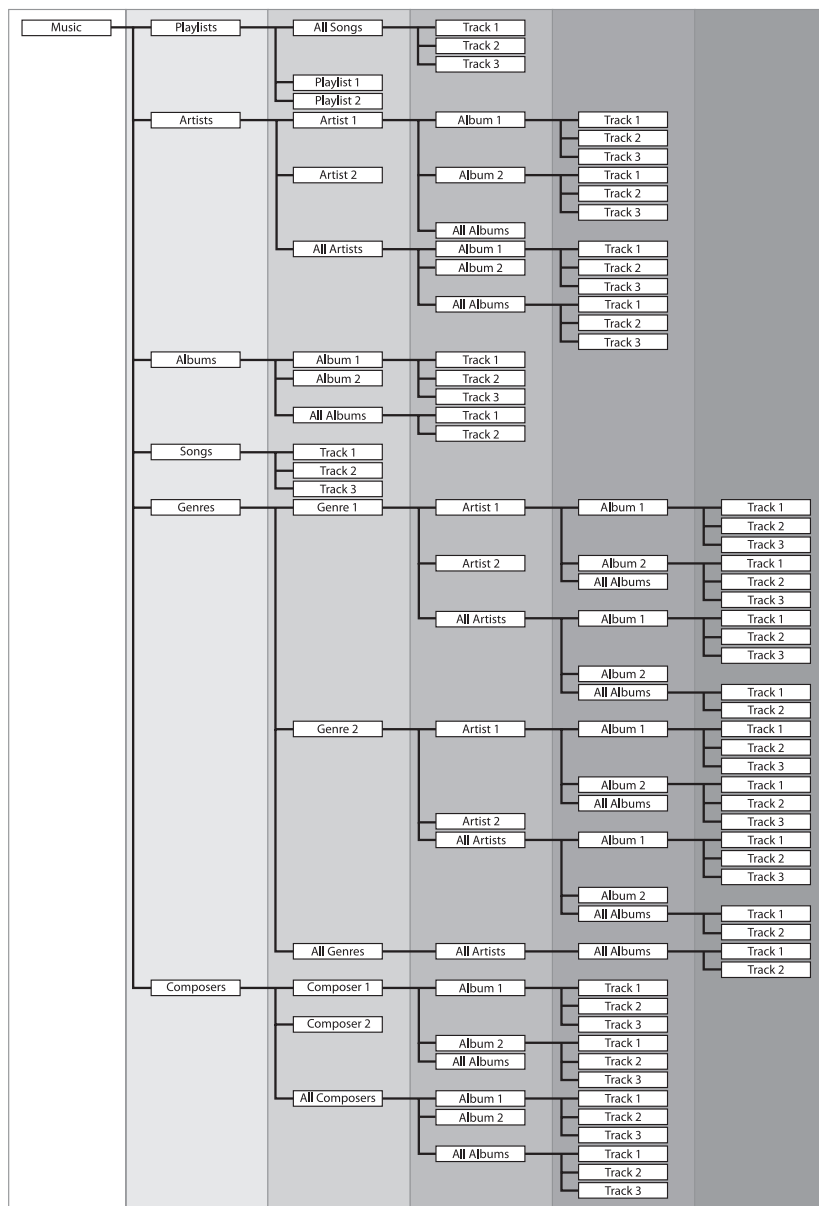 Music Playlists All Songs Track 1
Track 2
Track 3
Playlist 1
Playlist 2
Artists Artist 1 Album 1 Track 1
Track 2
Track 3
Artist 2 Album 2 Track 1
Track 2
Track 3
All Albums
All Artists Album 1 Track 1
Album 2 Track 2
Track 3
All Albums Track 1
Track 2
Track 3
Albums Album 1 Track 1
Album 2 Track 2
Track 3
All Albums Track 1
Track 2
Songs Track 1
Track 2
Track 3
Genres Genre 1 Artist 1 Album 1 Track 1
Track 2
Track 3
Artist 2 Album 2 Track 1
All Albums Track 2
Track 3
All Artists Album 1 Track 1
Track 2
Track 3
Album 2
All Albums Track 1
Track 2
Genre 2 Artist 1 Album 1 Track 1
Track 2
Track 3
Album 2 Track 1
All Albums Track 2
Artist 2 Track 3
All Artists Album 1 Track 1
Track 2
Track 3
Album 2
All Albums Track 1
Track 2
All Genres All Artists All Albums Track 1
Track 2
Composers Composer 1 Album 1 Track 1
Track 2
Composer 2 Track 3
Album 2 Track 1
All Albums Track 2
Track 3
All Composers Album 1 Track 1
Album 2 Track 2
Track 3
All Albums Track 1
Track 2
Track 3